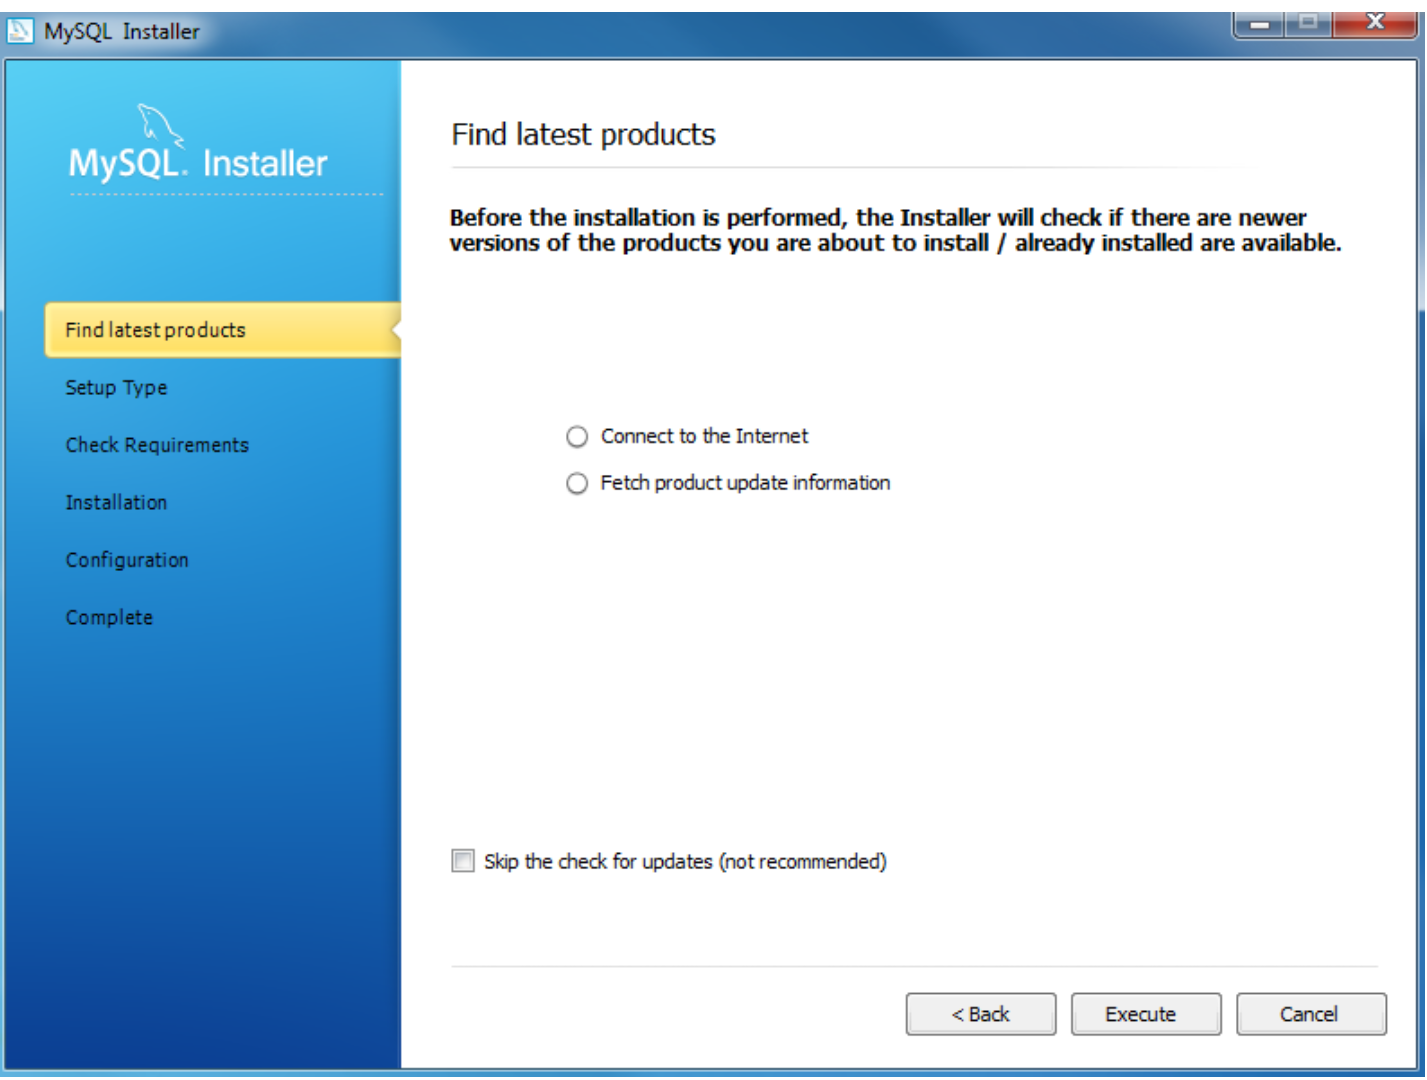 MySQL Installer
MySQL. Installer
Find latest products
Setup Type
Check Requirements
Installation
Configuration
Complete
Find latest products
Before the installation is performed, the Installer will check if there are newer
versions of the products you are about to install / already installed are available.
Connect to the Internet
Fetch product update information
Skip the check for updates (not recommended)
< Back
Execute
Cancel